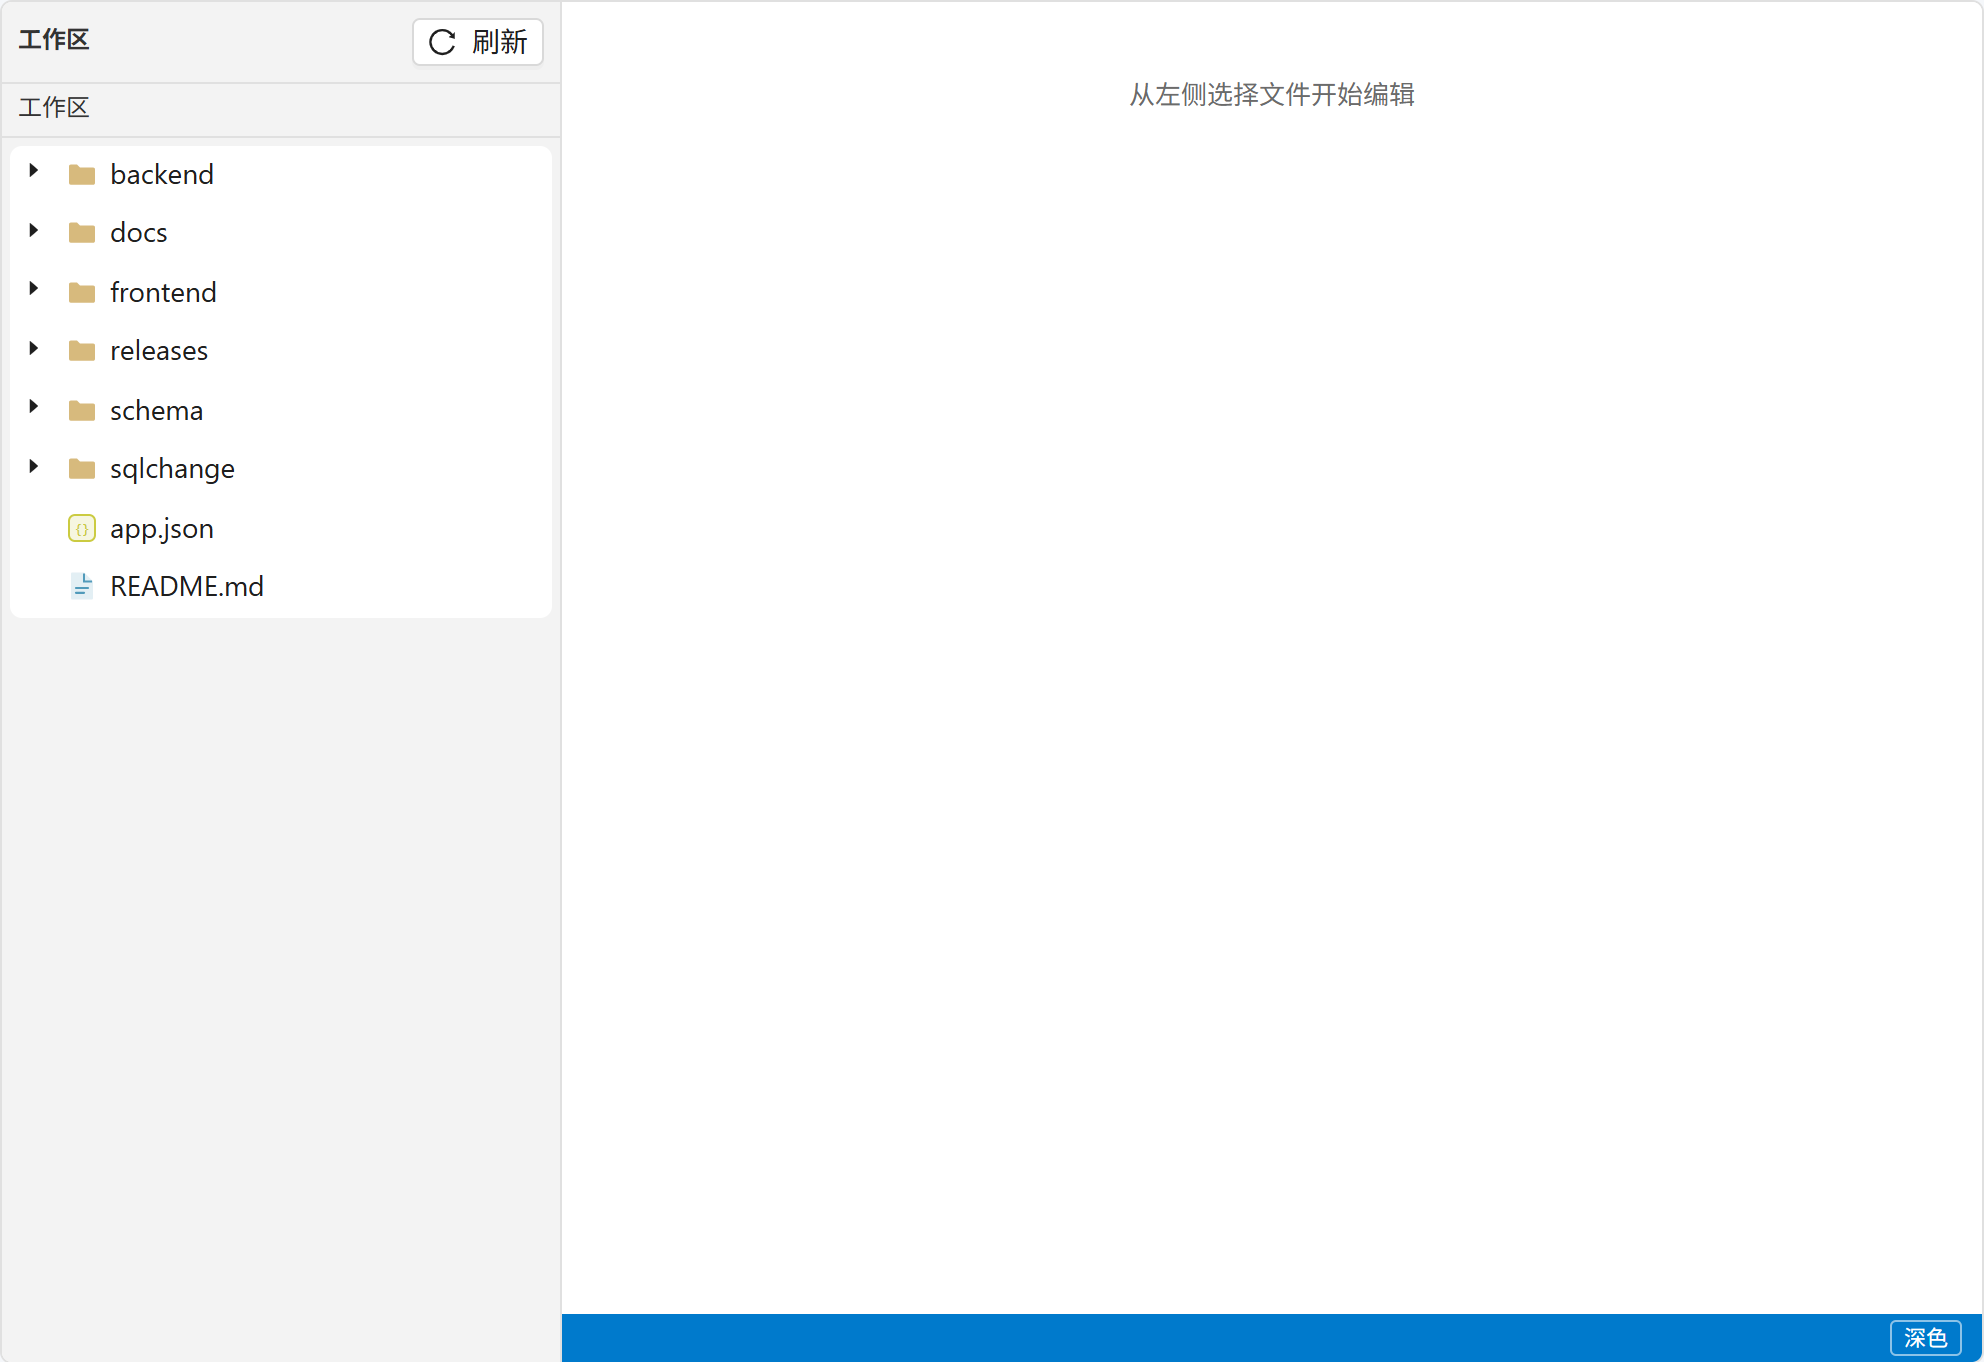 工作区
刷新
工作区
backend
docs
frontend
releases
schema
sqlchange
{} app.json
README.md
从左侧选择文件开始编辑
深色